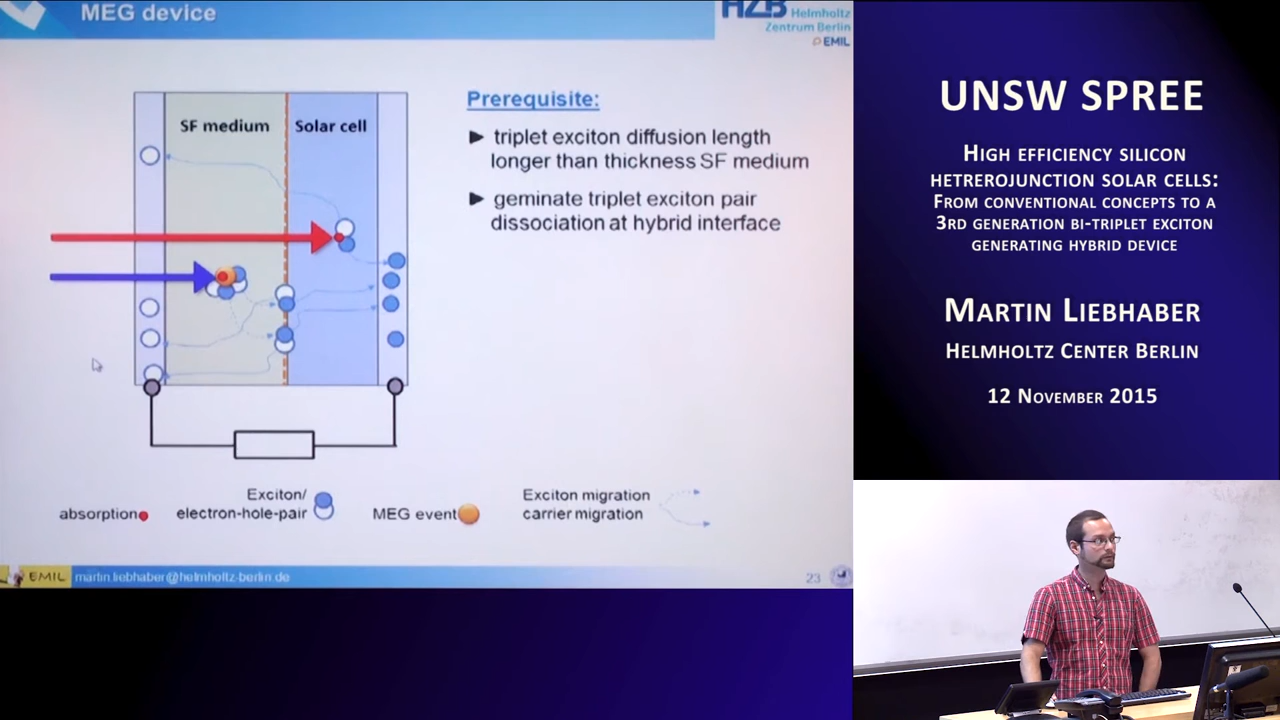 MEG device
HZB Helmholtz
Zentrum Berlin
EMIL
SF medium
Solar cell
Prerequisite:
triplet exciton diffusion length
longer than thickness SF medium
geminate triplet exciton pair
dissociation at hybrid interface
absorption
Exciton/
electron-hole-pair
MEG event
Exciton migration
carrier migration
EMIL martin.liebhaber@helmholtz-berlin.de
23
UNSW SPREE
High efficiency silicon
hetrerojunction solar cells:
From conventional concepts to a
3rd generation bi-triplet exciton
generating hybrid device
Martin Liebhaber
Helmholtz Center Berlin
12 November 2015